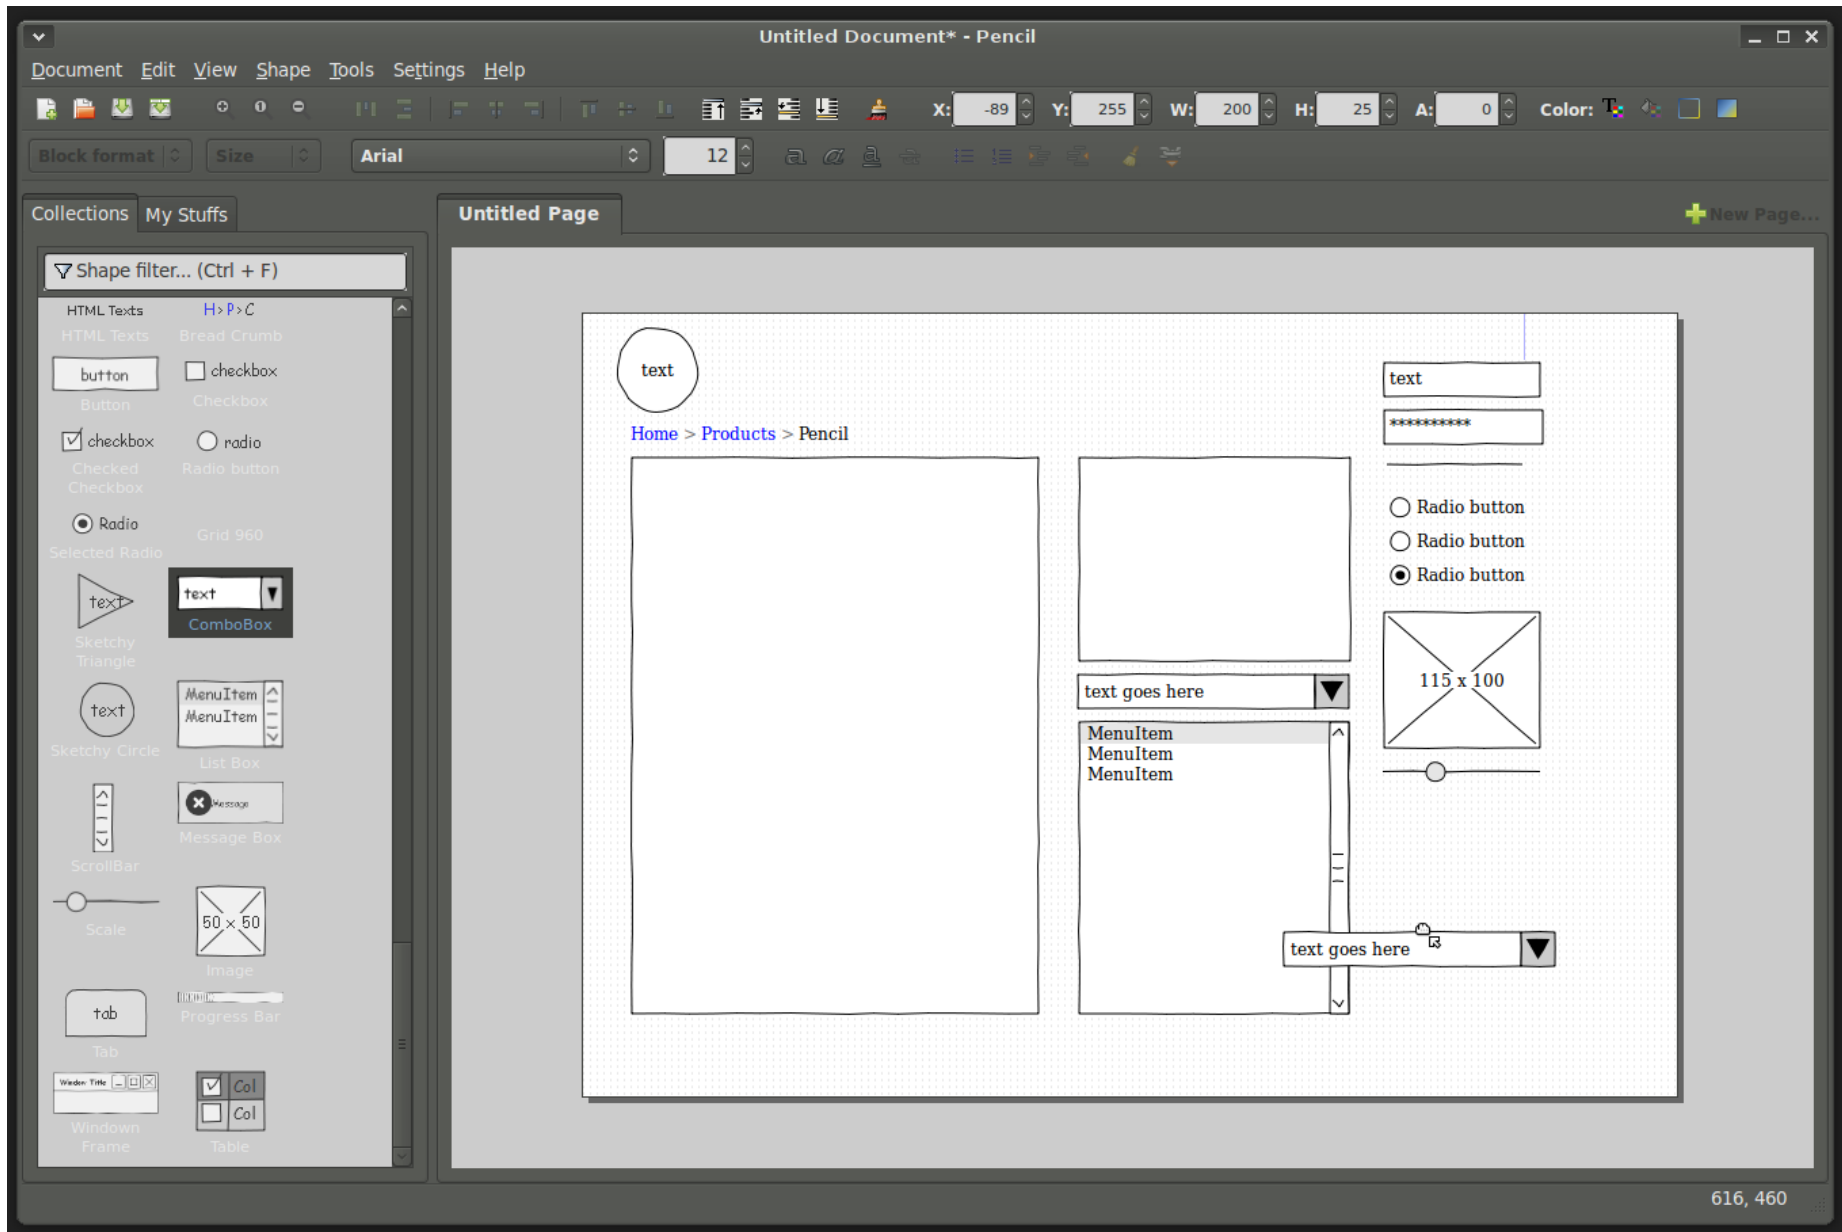 Untitled Document* - Pencil
Document Edit View Shape Tools Settings Help
X: -89 Y: 255 W: 200 H: 25 A: 0 Color:
Block format Size Arial 12
Collections My Stuffs
Untitled Page
New Page...
Shape filter... (Ctrl + F)
HTML Texts H>P>C
HTML Texts Bread Crumb
button checkbox
Button Checkbox
checkbox radio
Checked Radio button
Checkbox
Radio
Grid 960
Selected Radio
text text
ComboBox
Sketchy
Triangle
MenuItem
text MenuItem
Sketchy Circle List Box
Message
Message Box
ScrollBar
50 x 50
Scale
Image
tab Progress Bar
Tab
Window Title Col
Col
Windown
Frame Table
text
text
Home > Products > Pencil
**********
Radio button
Radio button
Radio button
115 x 100
text goes here
MenuItem
MenuItem
MenuItem
text goes here
616, 460